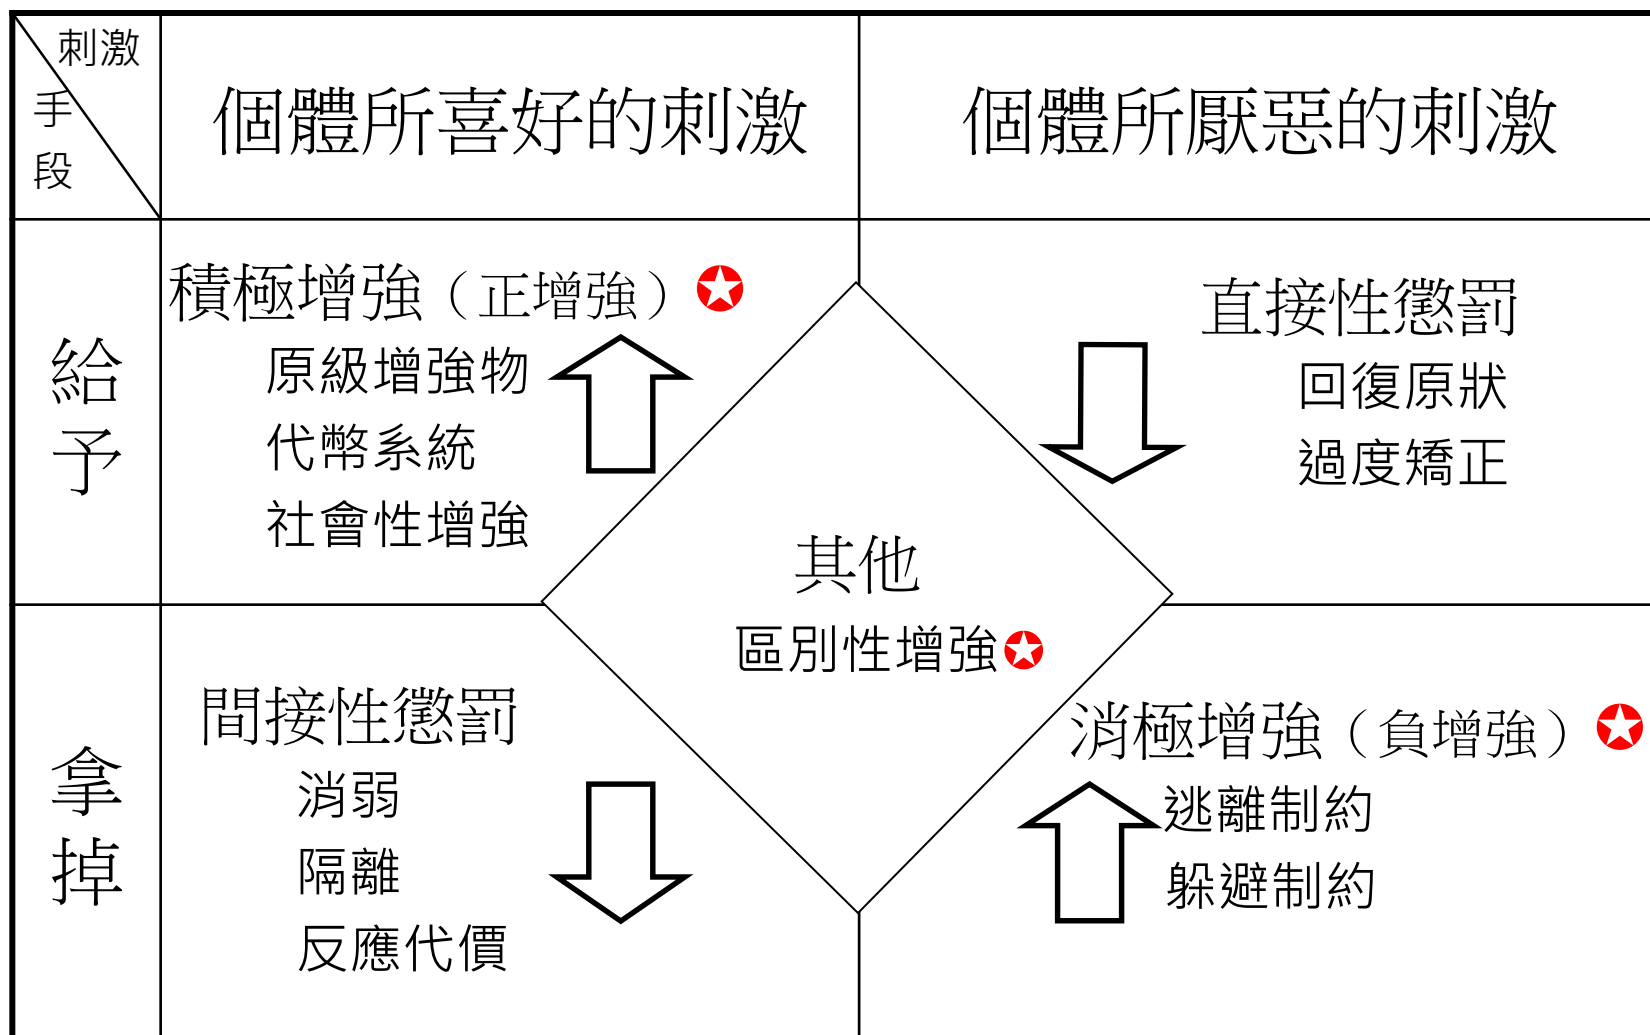 刺激
手
段
個體所喜好的刺激
個體所厭惡的刺激
給
予
積極增強（正增強）
原級增強物
代幣系統
社會性增強
直接性懲罰
回復原狀
過度矯正
其他
區別性增強
拿
掉
間接性懲罰
消弱
隔離
反應代價
消極增強（負增強）
逃離制約
躲避制約